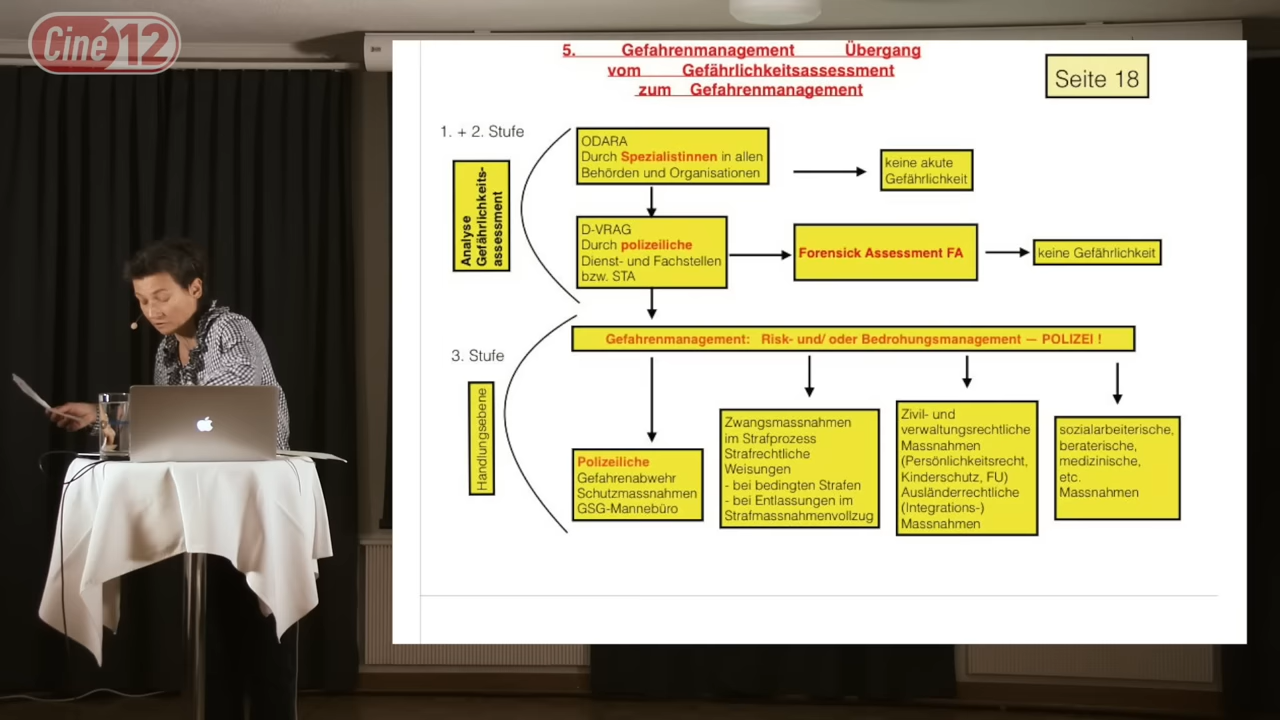 Ciné 12
5. Gefahrenmanagement Übergang
vom Gefährlichkeitsassessment
zum Gefahrenmanagement
Seite 18
1. + 2. Stufe
Analyse
Gefährlichkeits-
assessment
ODARA
Durch Spezialistinnen in allen
Behörden und Organisationen
keine akute
Gefährlichkeit
D-VRAG
Durch polizeiliche
Dienst- und Fachstellen
bzw. STA
Forensick Assessment FA
keine Gefährlichkeit
Gefahrenmanagement: Risk- und/ oder Bedrohungsmanagement — POLIZEI !
3. Stufe
Handlungsebene
Polizeiliche
Gefahrenabwehr
Schutzmassnahmen
GSG-Mannebüro
Zwangsmassnahmen
im Strafprozess
Strafrechtliche
Weisungen
- bei bedingten Strafen
- bei Entlassungen im
Strafmassnahmenvollzug
Zivil- und
verwaltungsrechtliche
Massnahmen
(Persönlichkeitsrecht,
Kinderschutz, FU)
Ausländerrechtliche
(Integrations-)
Massnahmen
sozialarbeiterische,
beraterische,
medizinische,
etc.
Massnahmen